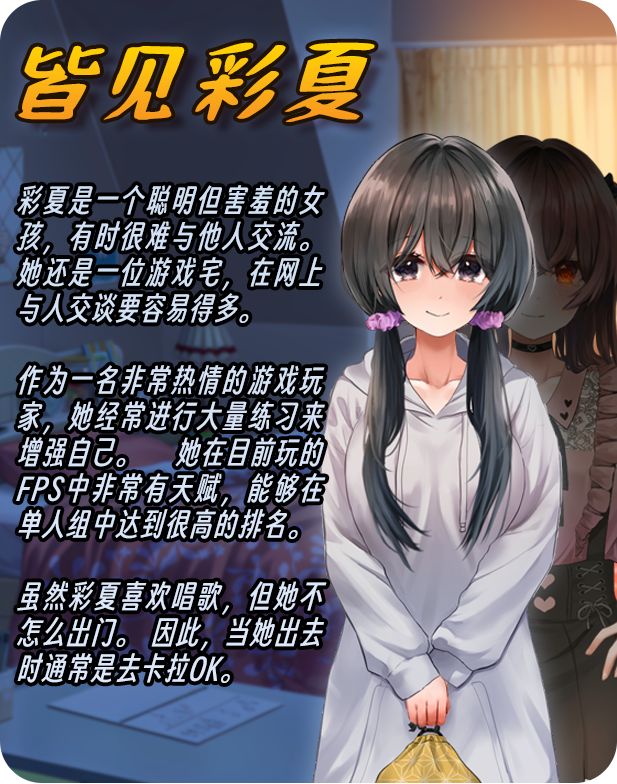 皆见彩夏
彩夏是一个聪明但害羞的女
孩，有时很难与他人交流。
她还是一位游戏宅，在网上
与人交谈要容易得多。
作为一名非常热情的游戏玩
家，她经常进行大量练习来
增强自己。 她在目前玩的
FPS中非常有天赋，能够在
单人组中达到很高的排名。
虽然彩夏喜欢唱歌，但她不
怎么出门。 因此，当她出去
时通常是去卡拉OK。